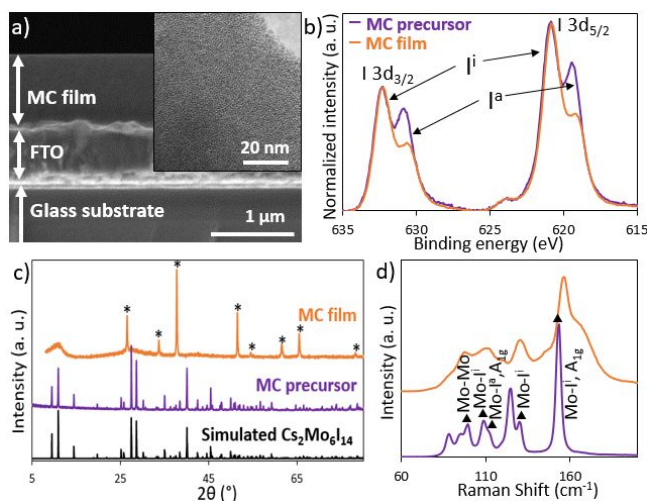 a)
MC film
FTO
Glass substrate
20 nm
1 µm
b)
MC precursor
MC film
I 3d3/2
I 3d5/2
Iⁱ
Iᵃ
Normalized intensity (a. u.)
635
630
625
620
615
Binding energy (eV)
c)
MC film
MC precursor
Simulated Cs2Mo6I14
Intensity (a. u.)
5
25
45
65
2θ (°)
d)
Mo-Mo
Mo-Iⁱ
Mo-Iᵃ, A1g
Mo-Iⁱ
Mo-Iⁱ, A1g
Intensity (a. u.)
60
110
160
Raman Shift (cm⁻¹)